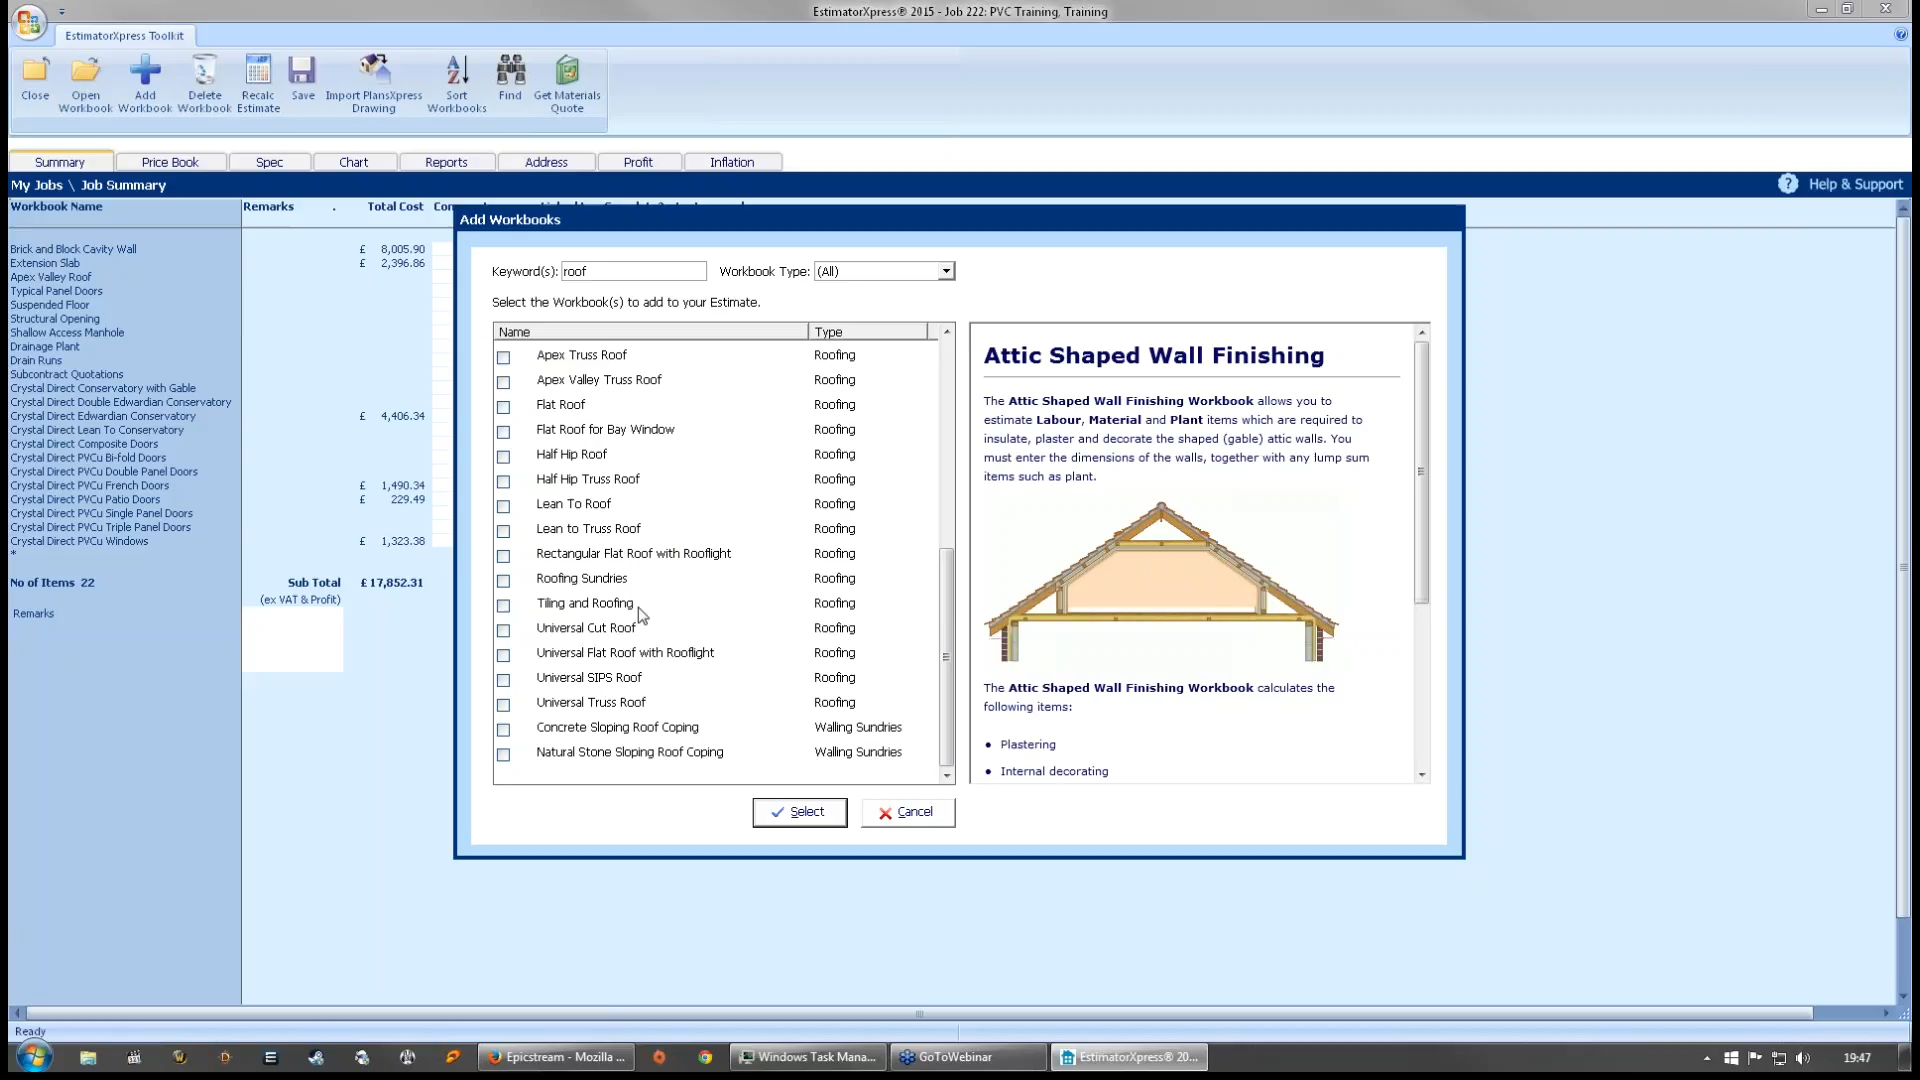 EstimatorXpress® 2015 - Job 222: PVC Training, Training
EstimatorXpress Toolkit
Close
Open Workbook
Add Workbook
Delete Workbook
Recalc Estimate
Save
Import PlansXpress Drawing
Sort Workbooks
Find
Get Materials Quote
Summary
Price Book
Spec
Chart
Reports
Address
Profit
Inflation
My Jobs \ Job Summary
? Help & Support
Workbook Name Remarks . Total Cost
Brick and Block Cavity Wall £ 8,005.90
Extension Slab £ 2,396.86
Apex Valley Roof
Typical Panel Doors
Suspended Floor
Structural Opening
Shallow Access Manhole
Drainage Plant
Drain Runs
Subcontract Quotations
Crystal Direct Conservatory with Gable
Crystal Direct Double Edwardian Conservatory
Crystal Direct Edwardian Conservatory £ 4,406.34
Crystal Direct Lean To Conservatory
Crystal Direct Composite Doors
Crystal Direct PVCu Bi-fold Doors
Crystal Direct PVCu Double Panel Doors
Crystal Direct PVCu French Doors £ 1,490.34
Crystal Direct PVCu Patio Doors £ 229.49
Crystal Direct PVCu Single Panel Doors
Crystal Direct PVCu Triple Panel Doors
Crystal Direct PVCu Windows £ 1,323.38
*
No of Items 22 Sub Total £ 17,852.31
(ex VAT & Profit)
Remarks
Add Workbooks
Keyword(s): roof Workbook Type: (All)
Select the Workbook(s) to add to your Estimate.
Name Type
Apex Truss Roof Roofing
Apex Valley Truss Roof Roofing
Flat Roof Roofing
Flat Roof for Bay Window Roofing
Half Hip Roof Roofing
Half Hip Truss Roof Roofing
Lean To Roof Roofing
Lean to Truss Roof Roofing
Rectangular Flat Roof with Rooflight Roofing
Roofing Sundries Roofing
Tiling and Roofing Roofing
Universal Cut Roof Roofing
Universal Flat Roof with Rooflight Roofing
Universal SIPS Roof Roofing
Universal Truss Roof Roofing
Concrete Sloping Roof Coping Walling Sundries
Natural Stone Sloping Roof Coping Walling Sundries
Select
Cancel
Attic Shaped Wall Finishing
The Attic Shaped Wall Finishing Workbook allows you to
estimate Labour, Material and Plant items which are required to
insulate, plaster and decorate the shaped (gable) attic walls. You
must enter the dimensions of the walls, together with any lump sum
items such as plant.
The Attic Shaped Wall Finishing Workbook calculates the
following items:
• Plastering
• Internal decorating
Ready
Epicstream - Mozilla ...
Windows Task Mana...
GoToWebinar
EstimatorXpress® 20...
19:47